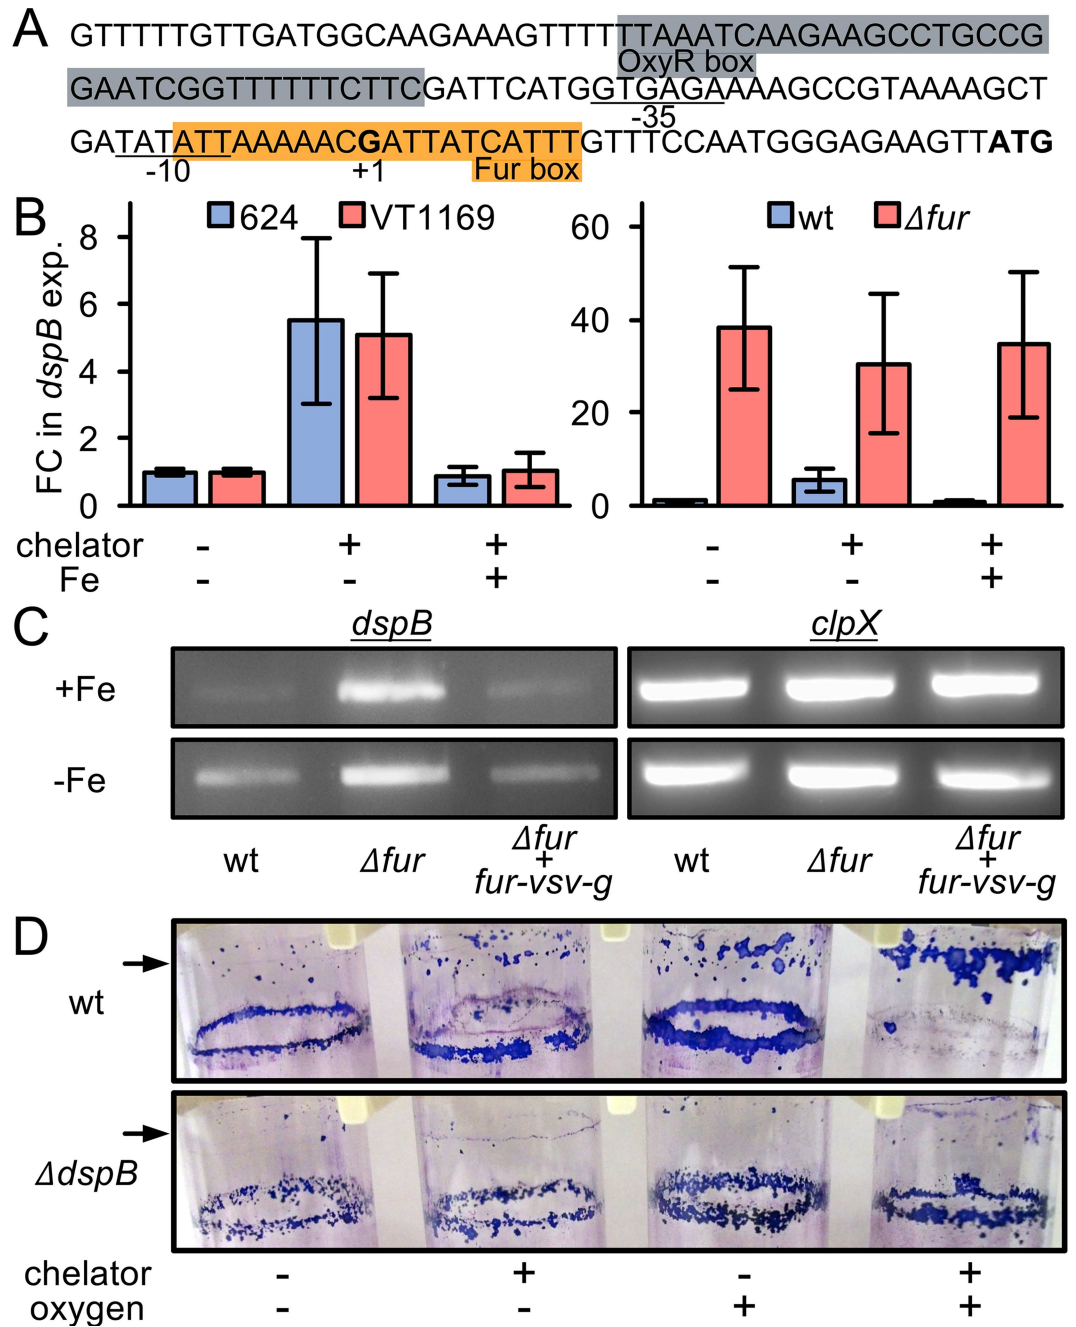 A
GTTTTTGTTGATGGCAAGAAAGTTTTTTAAATCAAGAAGCCTGCCG
OxyR box
GAATCGGTTTTTTCTTCGATTCATGGGTGAGAAAAGCCGTAAAAGCT
-35
GATATATTAAAAACGATTATCATTTGTTTCCAATGGGAGAAGTTATG
-10 +1 Fur box
B
624 VT1169
wt Δfur
FC in dspB exp.
8
6
4
2
0
60
40
20
0
chelator - + + - + +
Fe - - + - - +
C
dspB clpX
+Fe
-Fe
wt Δfur Δfur + fur-vsv-g wt Δfur Δfur + fur-vsv-g
D
wt
ΔdspB
chelator - + - +
oxygen - - + +